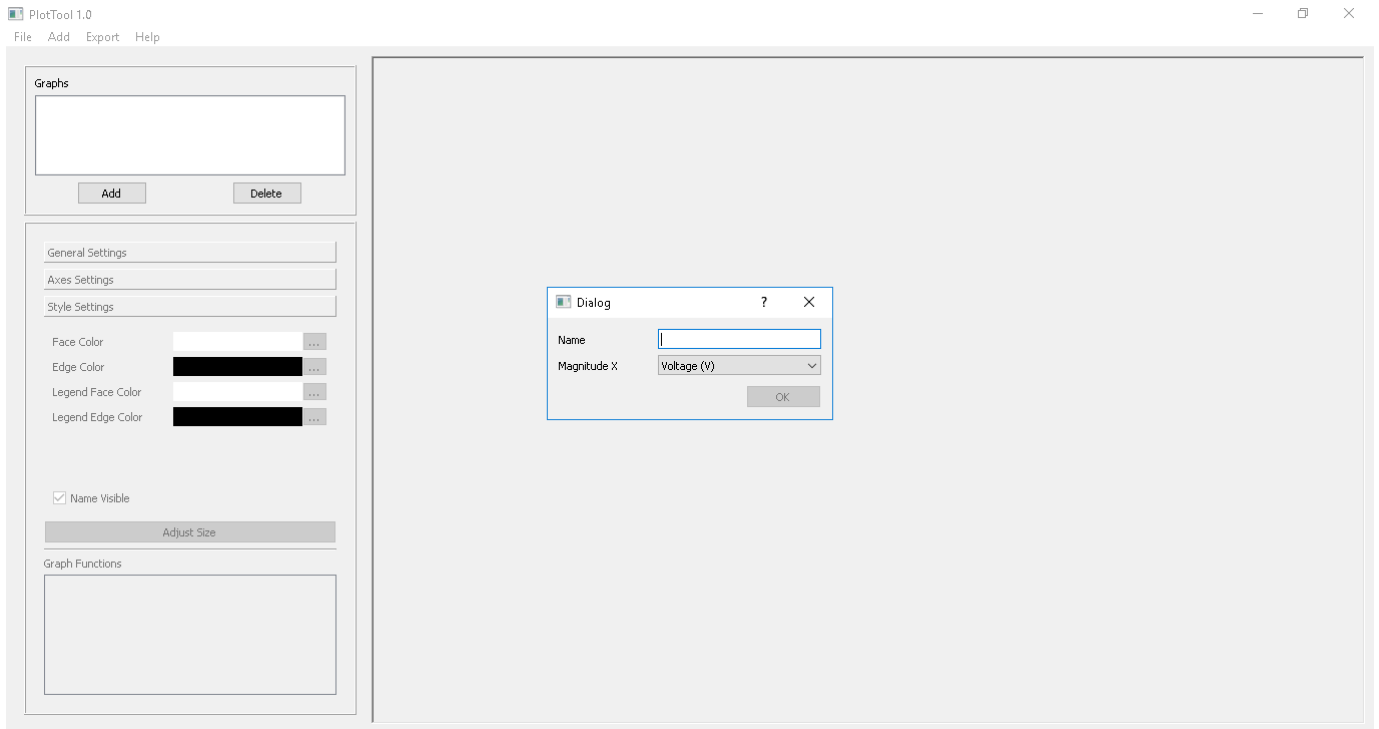 PlotTool 1.0
File Add Export Help
Graphs
Add Delete
General Settings
Axes Settings
Style Settings
Face Color ...
Edge Color ...
Legend Face Color ...
Legend Edge Color ...
Name Visible
Adjust Size
Graph Functions
Dialog ?
Name
Magnitude X Voltage (V)
OK